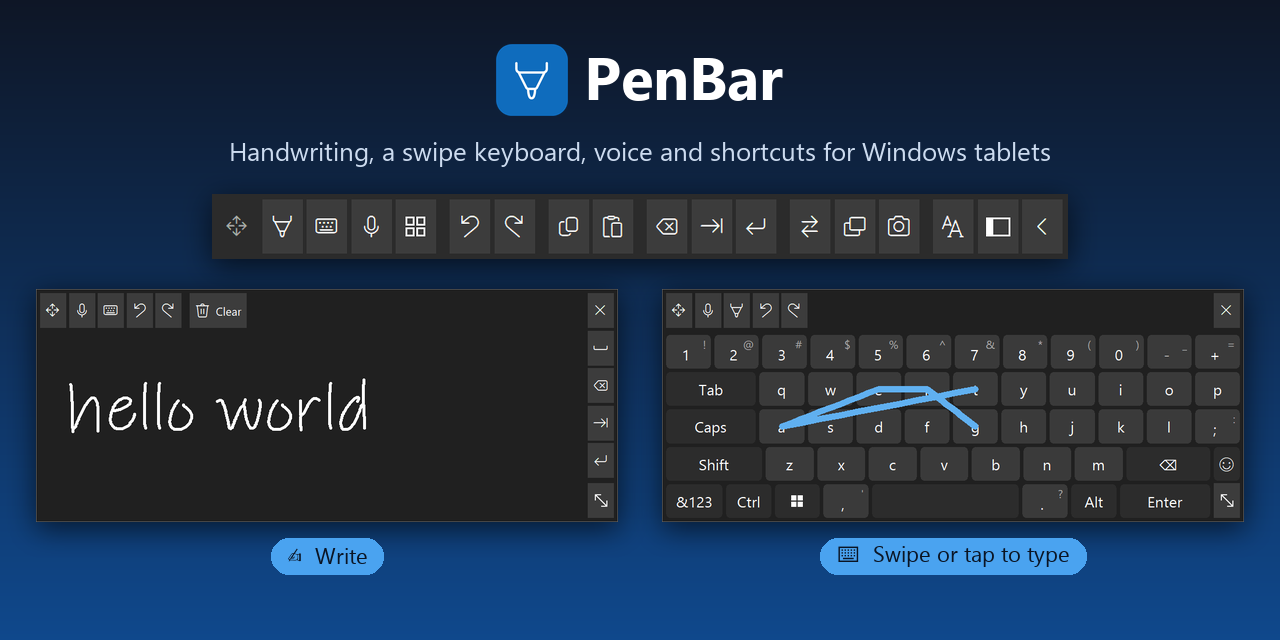 PenBar
Handwriting, a swipe keyboard, voice and shortcuts for Windows tablets
Clear
hello world
1 ! 2 @ 3 # 4 $ 5 % 6 ^ 7 & 8 * 9 ( 0 ) - _ + =
Tab q w e t y u i o p
Caps a s d f g h j k l ; :
Shift z x c v b n m
&123 Ctrl , ' . ? Alt Enter
Write
Swipe or tap to type